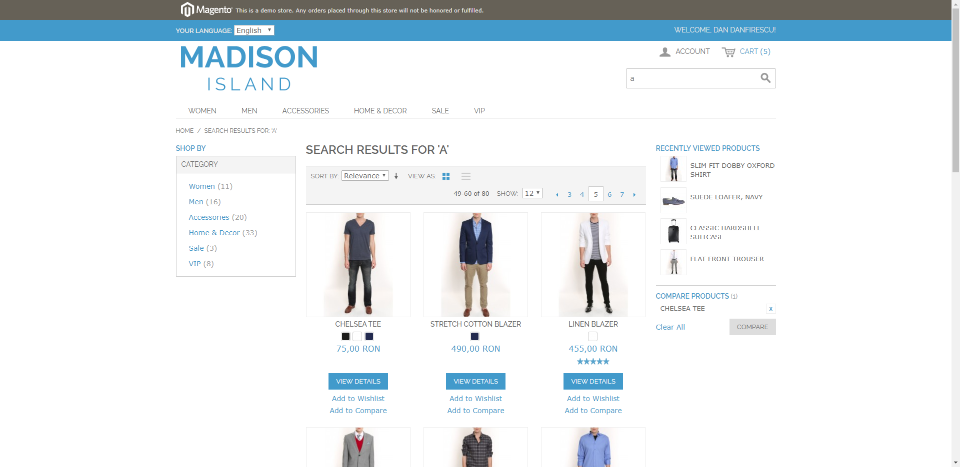 Magento This is a demo store. Any orders placed through this store will not be honored or fulfilled.
YOUR LANGUAGE: English
WELCOME, DAN DANFIRESCU!
MADISON
ISLAND
ACCOUNT
CART (5)
a
WOMEN MEN ACCESSORIES HOME & DECOR SALE VIP
HOME / SEARCH RESULTS FOR: 'A'
SHOP BY
CATEGORY
Women (11)
Men (16)
Accessories (20)
Home & Decor (33)
Sale (3)
VIP (8)
SEARCH RESULTS FOR 'A'
SORT BY Relevance VIEW AS
49-60 of 80 SHOW: 12 3 4 5 6 7
CHELSEA TEE
75,00 RON
VIEW DETAILS
Add to Wishlist
Add to Compare
STRETCH COTTON BLAZER
490,00 RON
VIEW DETAILS
Add to Wishlist
Add to Compare
LINEN BLAZER
455,00 RON
VIEW DETAILS
Add to Wishlist
Add to Compare
RECENTLY VIEWED PRODUCTS
SLIM FIT DOBBY OXFORD
SHIRT
SUEDE LOAFER, NAVY
CLASSIC HARDSHELL
SUITCASE
FLAT FRONT TROUSER
COMPARE PRODUCTS (1)
CHELSEA TEE x
Clear All COMPARE